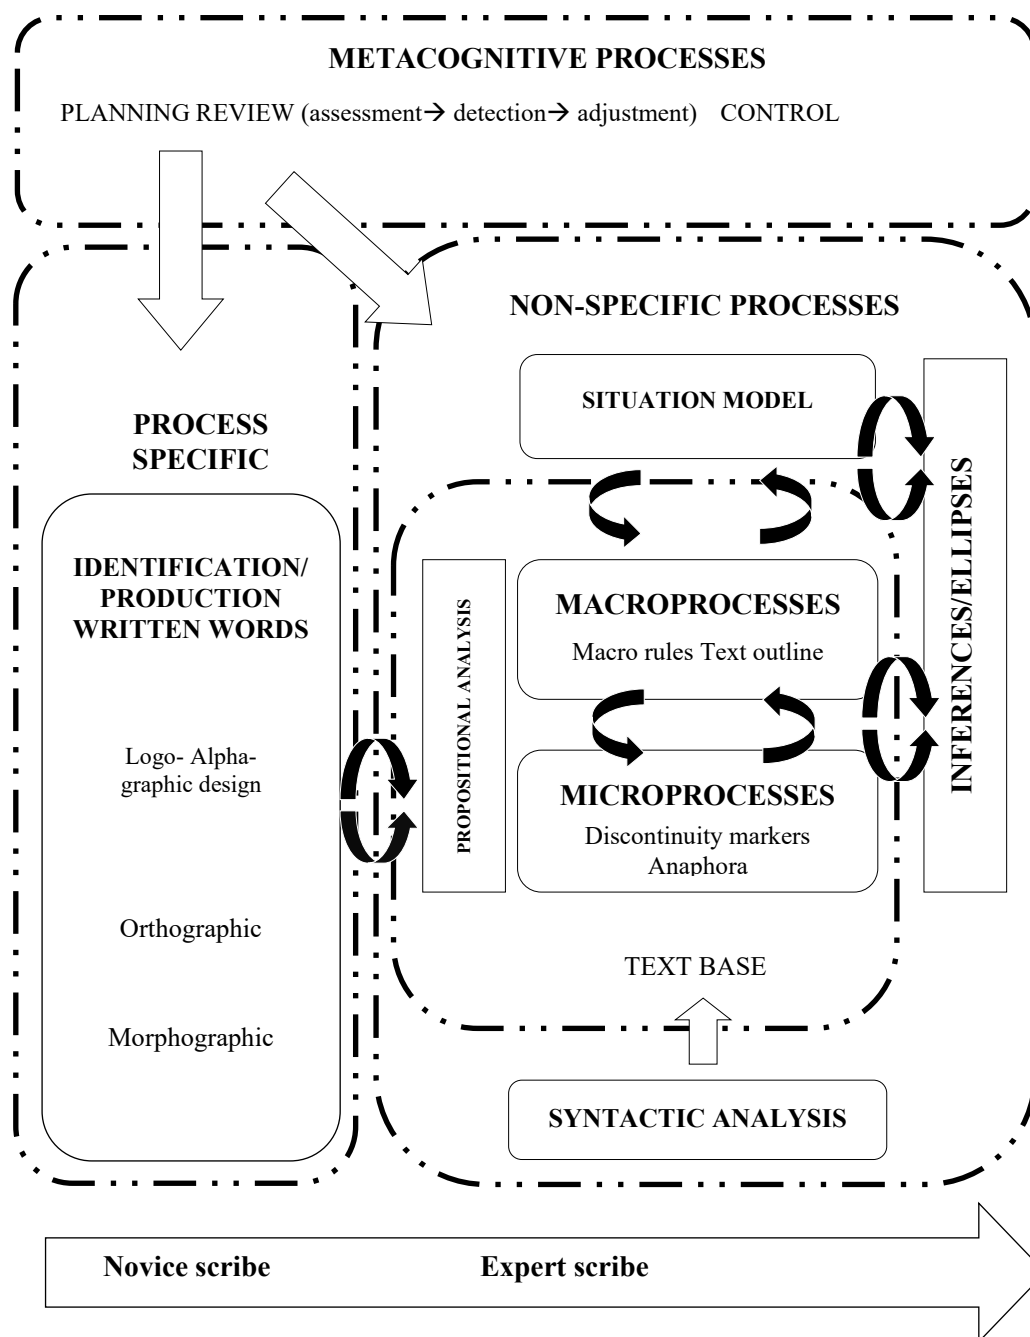 METACOGNITIVE PROCESSES
PLANNING REVIEW (assessment→ detection→ adjustment) CONTROL
NON-SPECIFIC PROCESSES
SITUATION MODEL
PROCESS
SPECIFIC
IDENTIFICATION/
PRODUCTION
WRITTEN WORDS
Logo- Alpha-
graphic design
Orthographic
Morphographic
PROPOSITIONAL ANALYSIS
MACROPROCESSES
Macro rules Text outline
MICROPROCESSES
Discontinuity markers
Anaphora
INFERENCES/ELLIPSES
TEXT BASE
SYNTACTIC ANALYSIS
Novice scribe
Expert scribe